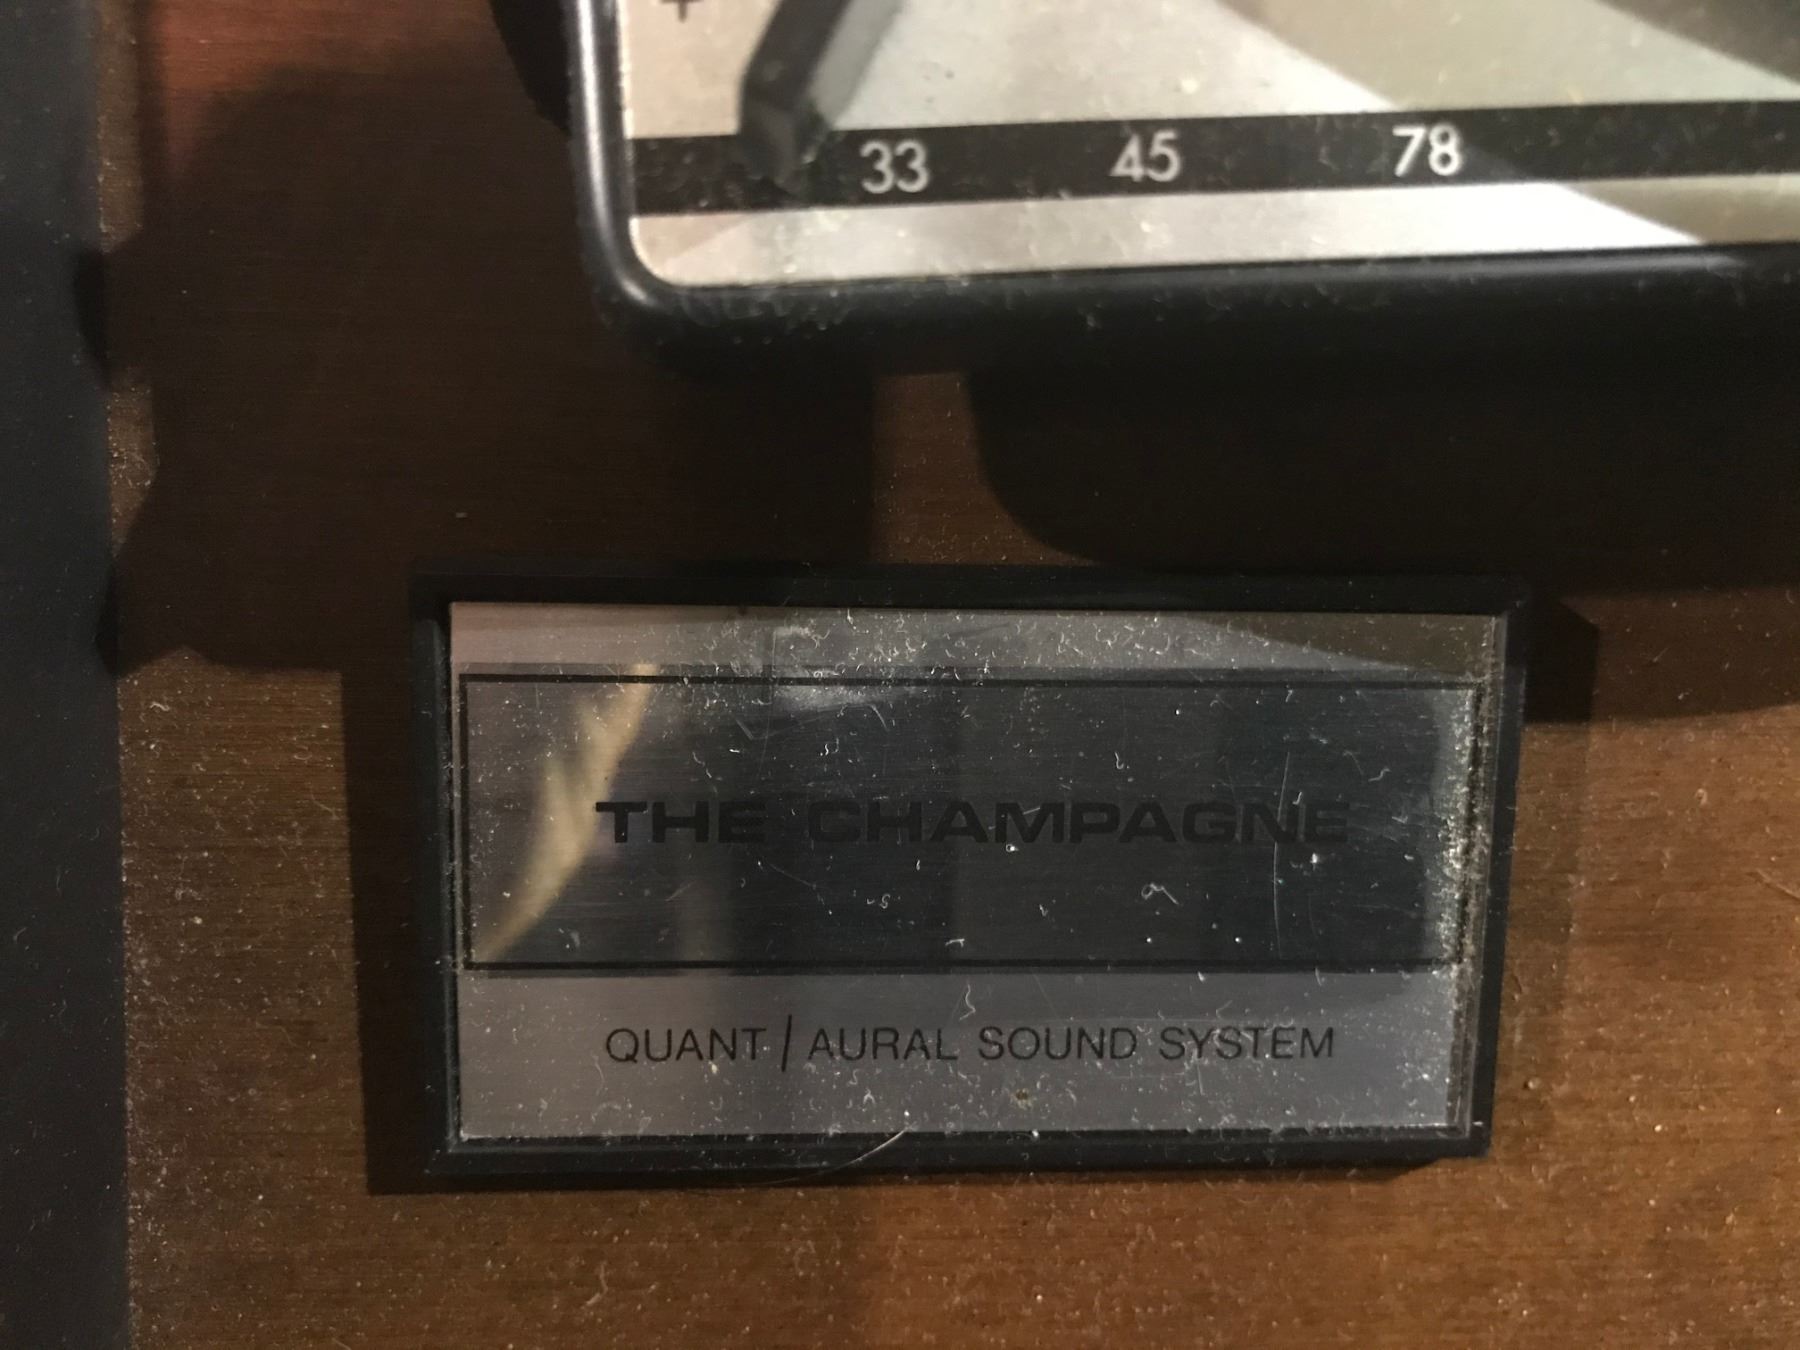 33 45 78
THE CHAMPAGNE
QUANT / AURAL SOUND SYSTEM